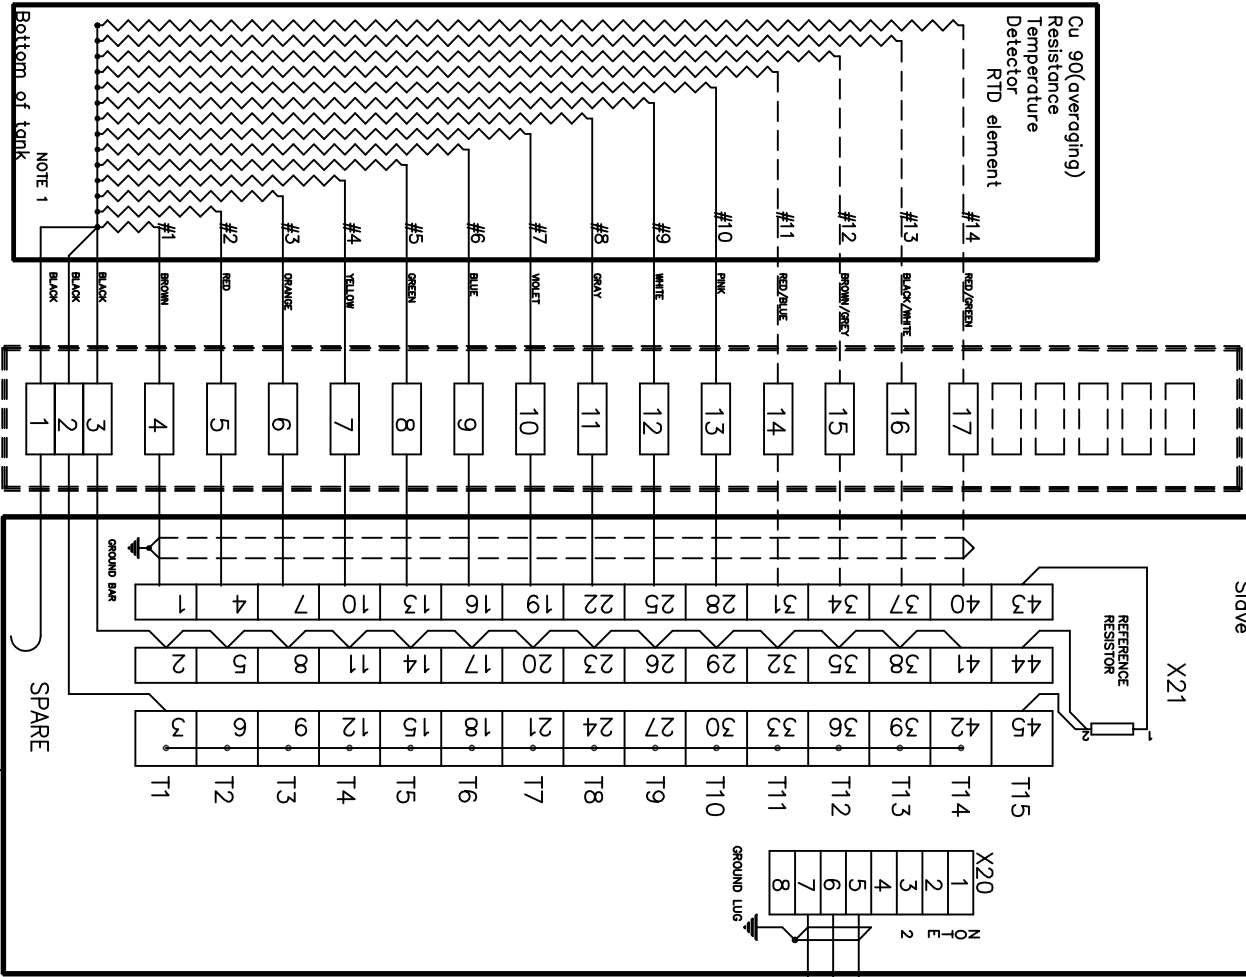 Cu 90(averaging)
Resistance
Temperature
Detector
RTD element
Bottom of tank
NOTE 1
#1
#2
#3
#4
#5
#6
#7
#8
#9
#10
#11
#12
#13
#14
BLACK
BLACK
BLACK
BROWN
RED
ORANGE
YELLOW
GREEN
BLUE
VIOLET
GRAY
WHITE
PINK
RED/BLUE
BROWN/GREY
BLACK/WHITE
RED/GREEN
1
2
3
4
5
6
7
8
9
10
11
12
13
14
15
16
17
Slave
GROUND BAR
1
4
7
10
13
16
19
22
25
28
31
34
37
40
43
2
5
8
11
14
17
20
23
26
29
32
35
38
41
44
3
6
9
12
15
18
21
24
27
30
33
36
39
42
45
REFERENCE
RESISTOR
X21
1
2
SPARE
T1
T2
T3
T4
T5
T6
T7
T8
T9
T10
T11
T12
T13
T14
T15
X20
1
2
3
4
5
6
7
8
NOTE 2
GROUND LUG